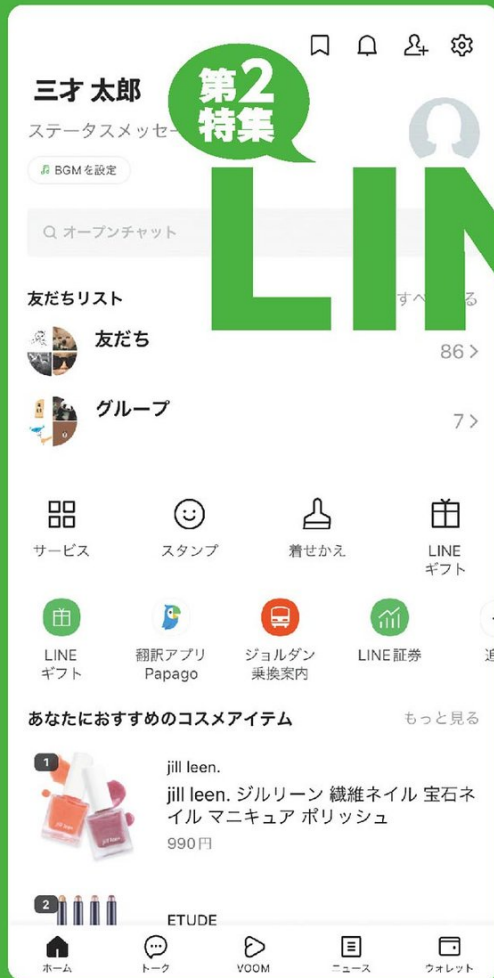 三才 太郎
第2
特集
ステータスメッセー
BGMを設定
LIN
オープンチャット
友だちリスト
すべ
る
友だち
86
グループ
7
サービス
スタンプ
着せかえ
LINE
ギフト
LINE
ギフト
翻訳アプリ
Papago
ジョルダン
乗換案内
LINE証券
追
あなたにおすすめのコスメアイテム
もっと見る
1
jill leen.
jill leen. ジルリーン 繊維ネイル 宝石ネ
イル マニキュア ポリッシュ
990円
2
ETUDE
ホーム
トーク
VOOM
ニュース
ウォレット